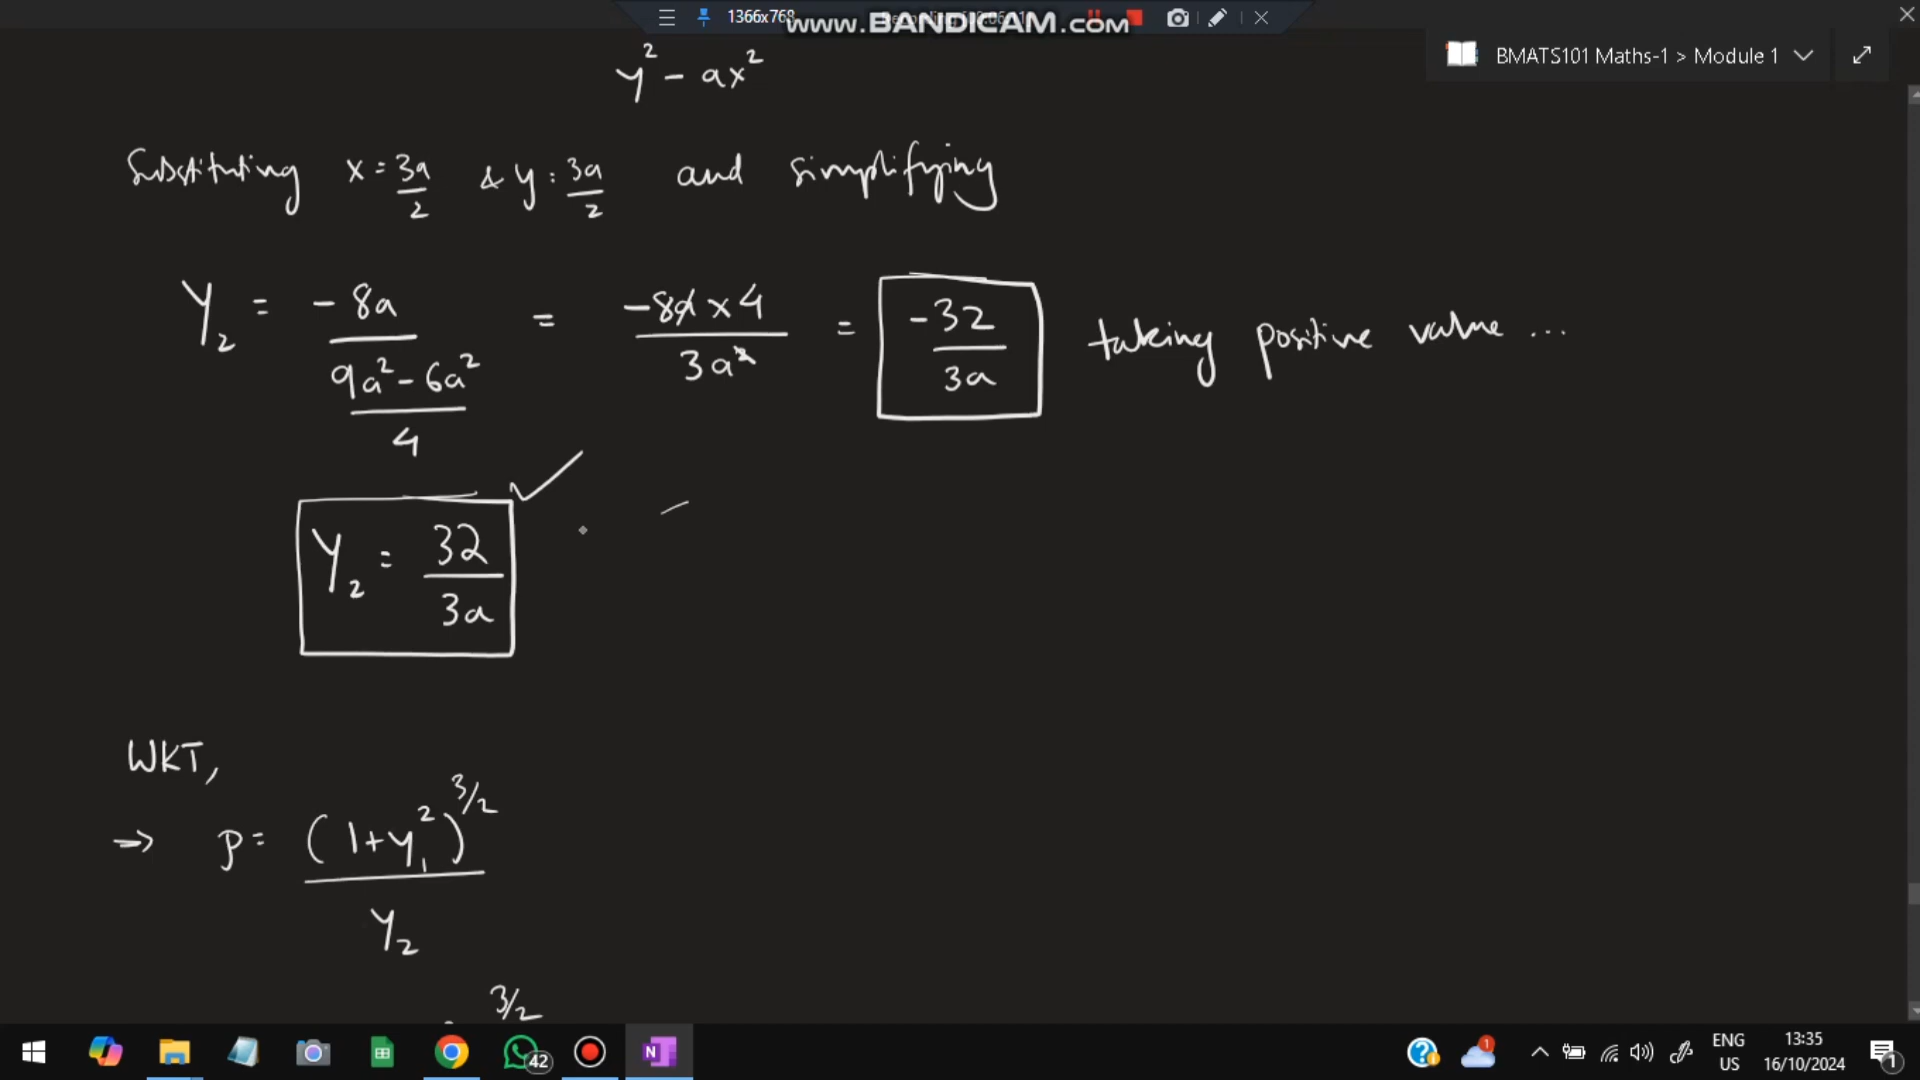 1366x768
www.BANDICAM.com
BMATS101 Maths-1 > Module 1
y² - ax²
Substituting x = 3a/2 & y = 3a/2 and simplifying
Y₂ = -8a/((9a² - 6a²)/4) = (-8a x 4)/3a² = -32/3a taking positive value ...
Y₂ = 32/3a
WKT,
⇒ ρ = (1+y₁²)^3/2 / Y₂
3/2
42
N
1
ENG
US
13:35
16/10/2024
1